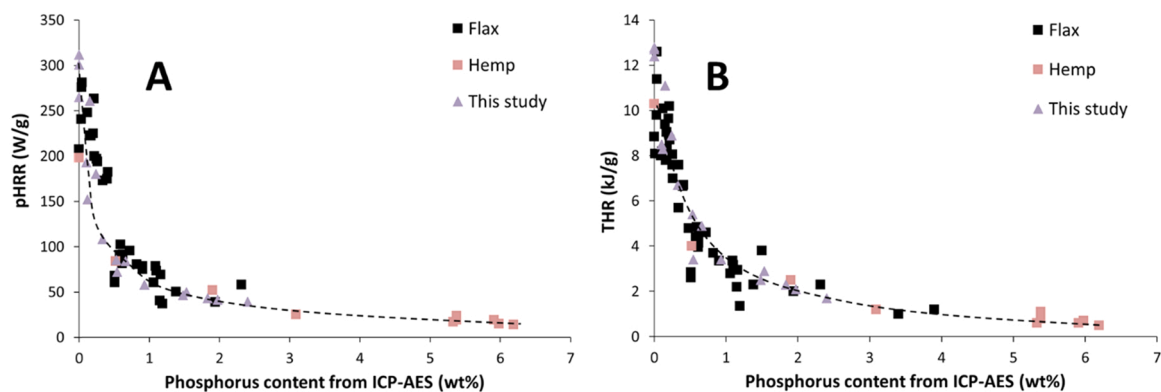 350
300
250
200
150
100
50
0
pHRR (W/g)
A
Flax
Hemp
This study
0 1 2 3 4 5 6 7
Phosphorus content from ICP-AES (wt%)
14
12
10
8
6
4
2
0
THR (kJ/g)
B
Flax
Hemp
This study
0 1 2 3 4 5 6 7
Phosphorus content from ICP-AES (wt%)